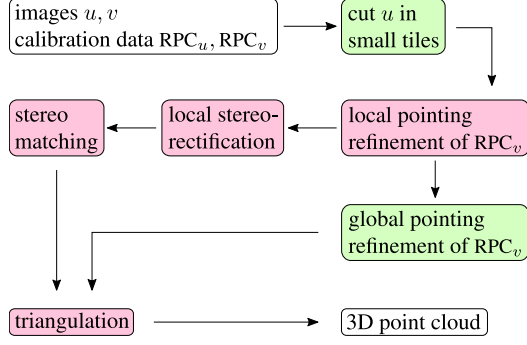 images u, v
calibration data RPC_u, RPC_v
cut u in
small tiles
stereo
matching
local stereo-
rectification
local pointing
refinement of RPC_v
global pointing
refinement of RPC_v
triangulation
3D point cloud